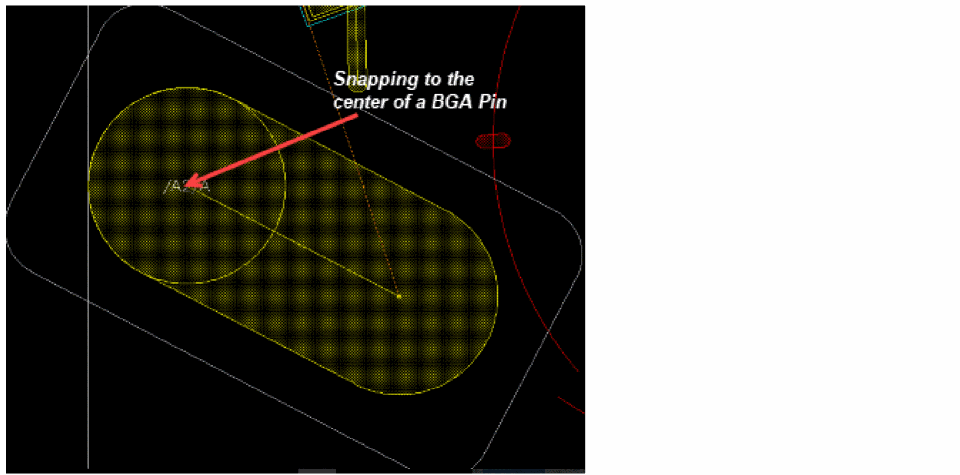 Snapping to the
center of a BGA Pin